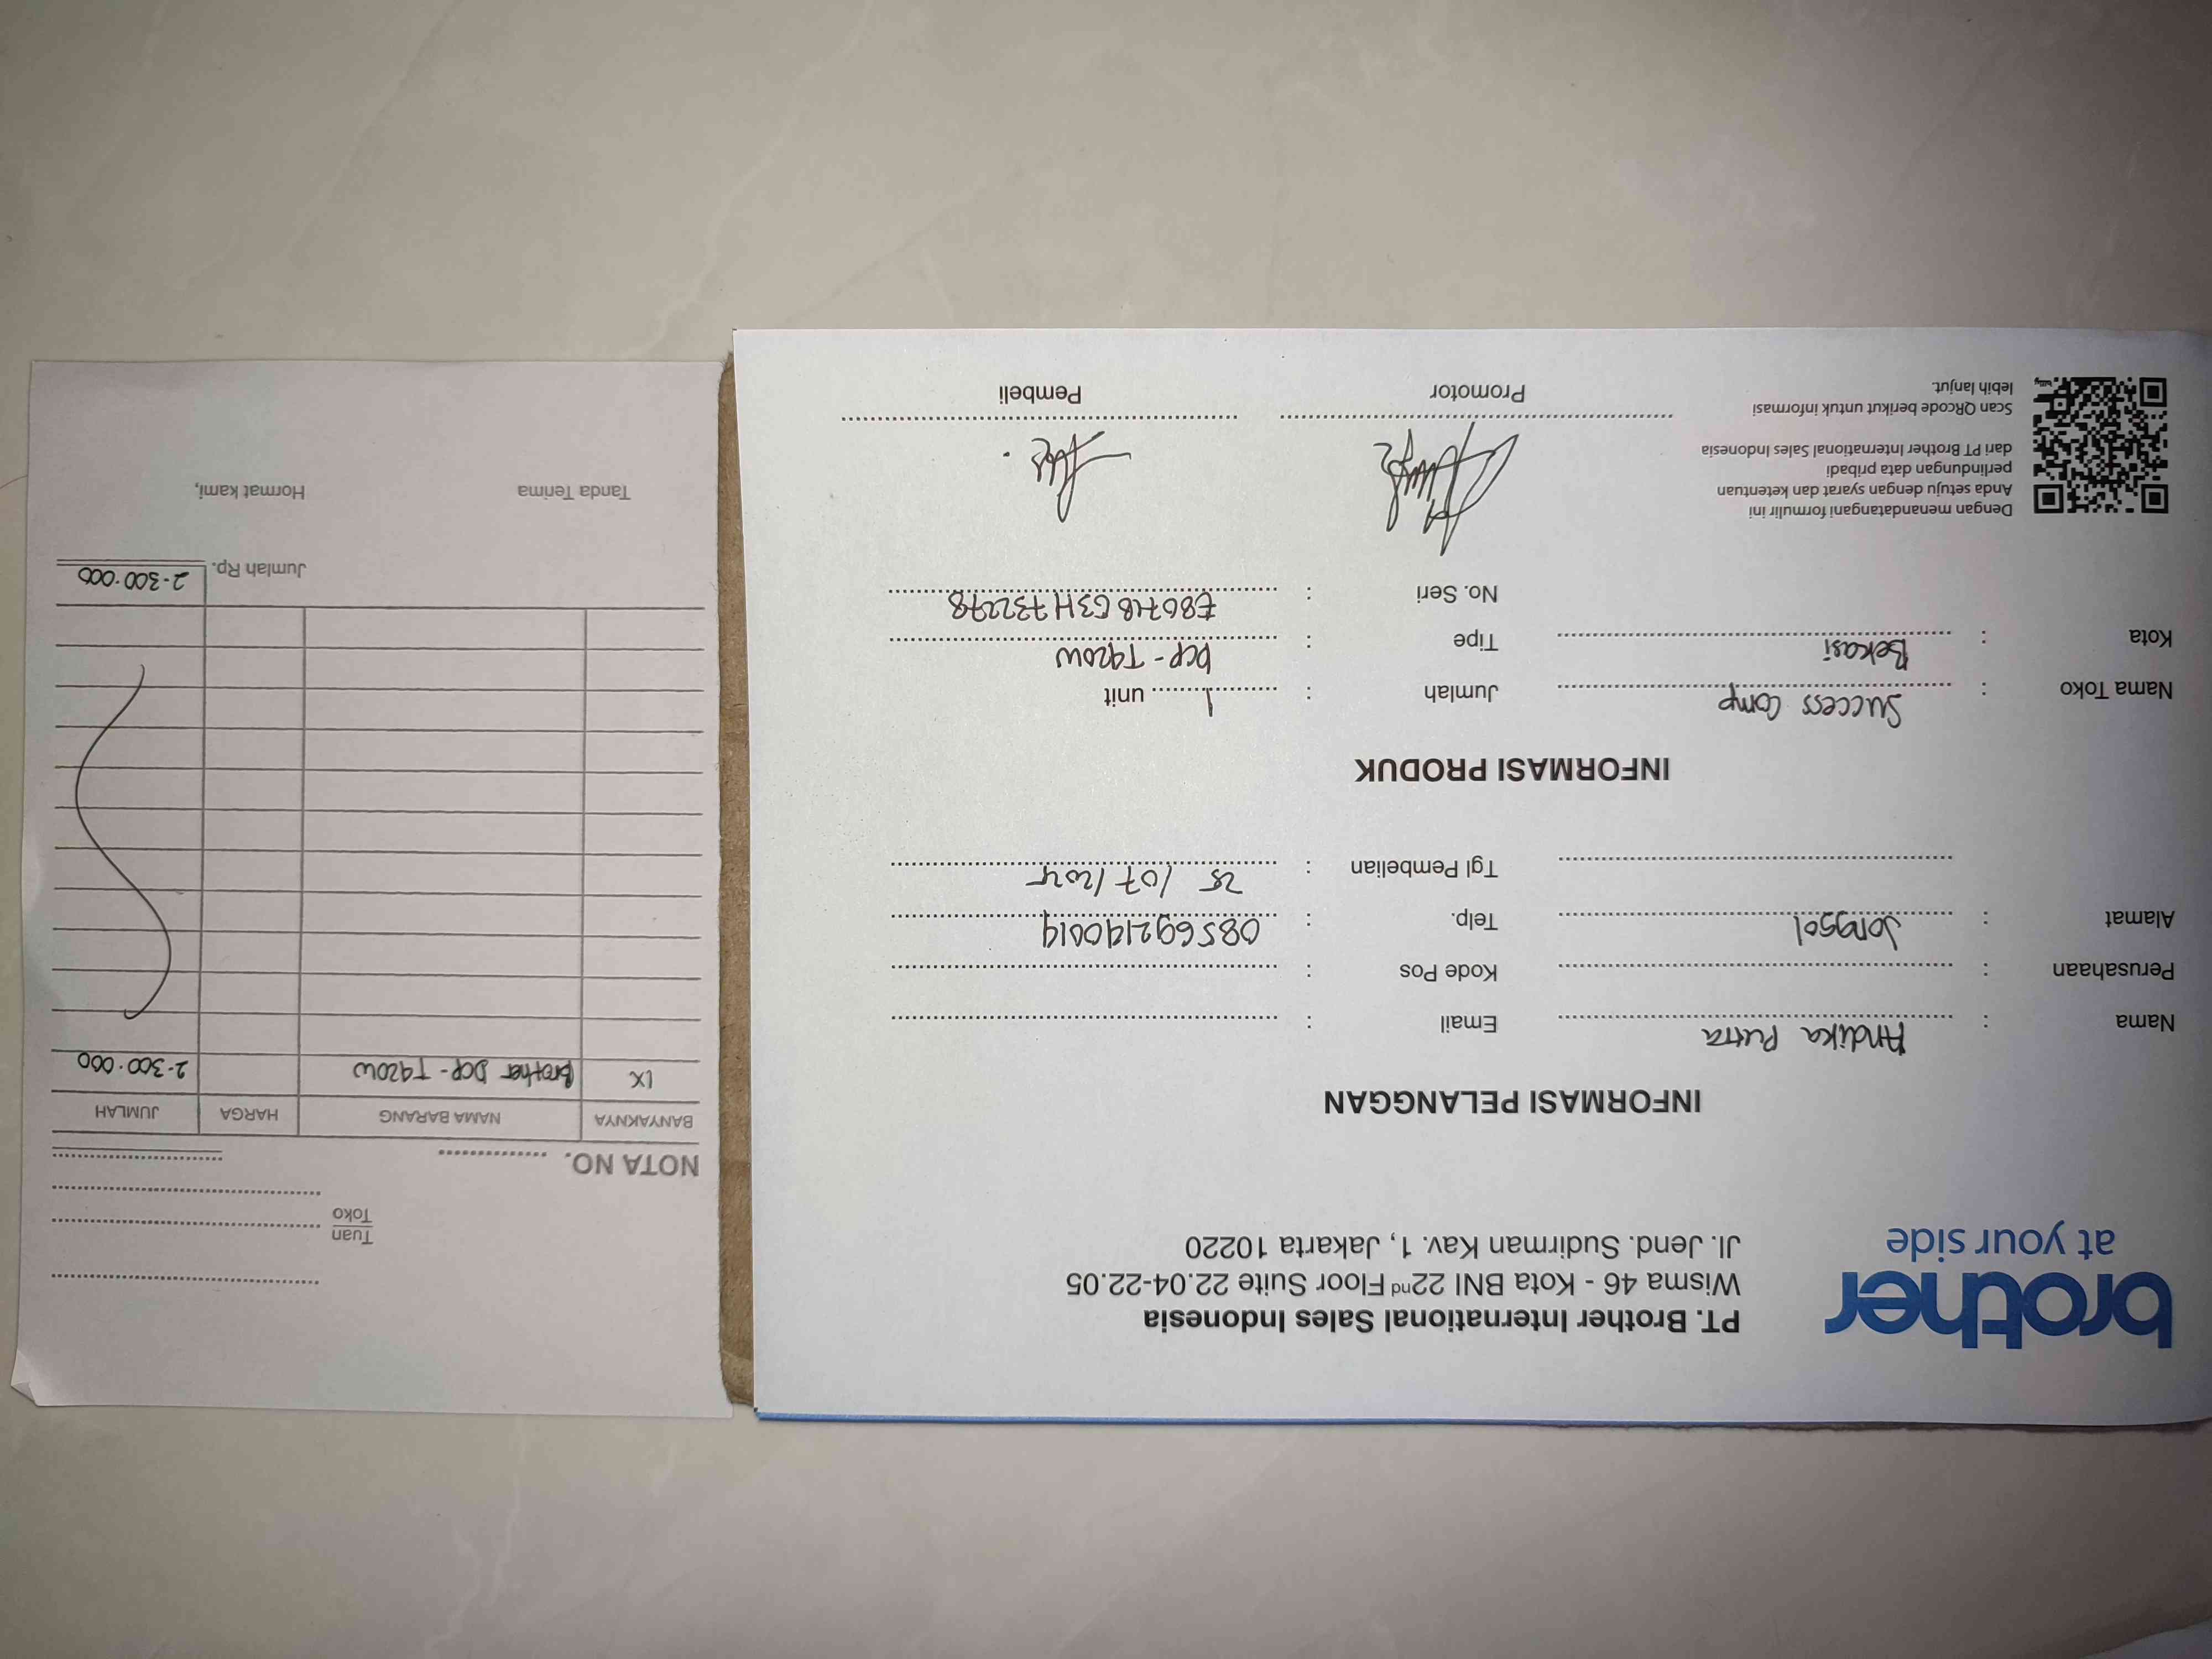 brother
at your side
PT. Brother International Sales Indonesia
Wisma 46 - Kota BNI 22nd Floor Suite 22.04-22.05
Jl. Jend. Sudirman Kav. 1, Jakarta 10220
INFORMASI PELANGGAN
Nama : Andika Putra
Email :
Perusahaan :
Kode Pos :
Alamat : Jonggol
Telp. : 085692140014
Tgl Pembelian : 25 / 07 / 2025
INFORMASI PRODUK
Nama Toko : Success Comp
Jumlah : 1 unit
Kota : Bekasi
Tipe : DCP - T420W
No. Seri : E80718G3H732278
Dengan menandatangani formulir ini
Anda setuju dengan syarat dan ketentuan
perlindungan data pribadi
dari PT Brother International Sales Indonesia
Scan QRcode berikut untuk informasi
lebih lanjut.
Promotor
Pembeli
Tuan
Toko
NOTA NO.
BANYAKNYA NAMA BARANG HARGA JUMLAH
1X Brother DCP - T420W 2.300.000
Jumlah Rp. 2.300.000
Tanda Terima
Hormat kami,